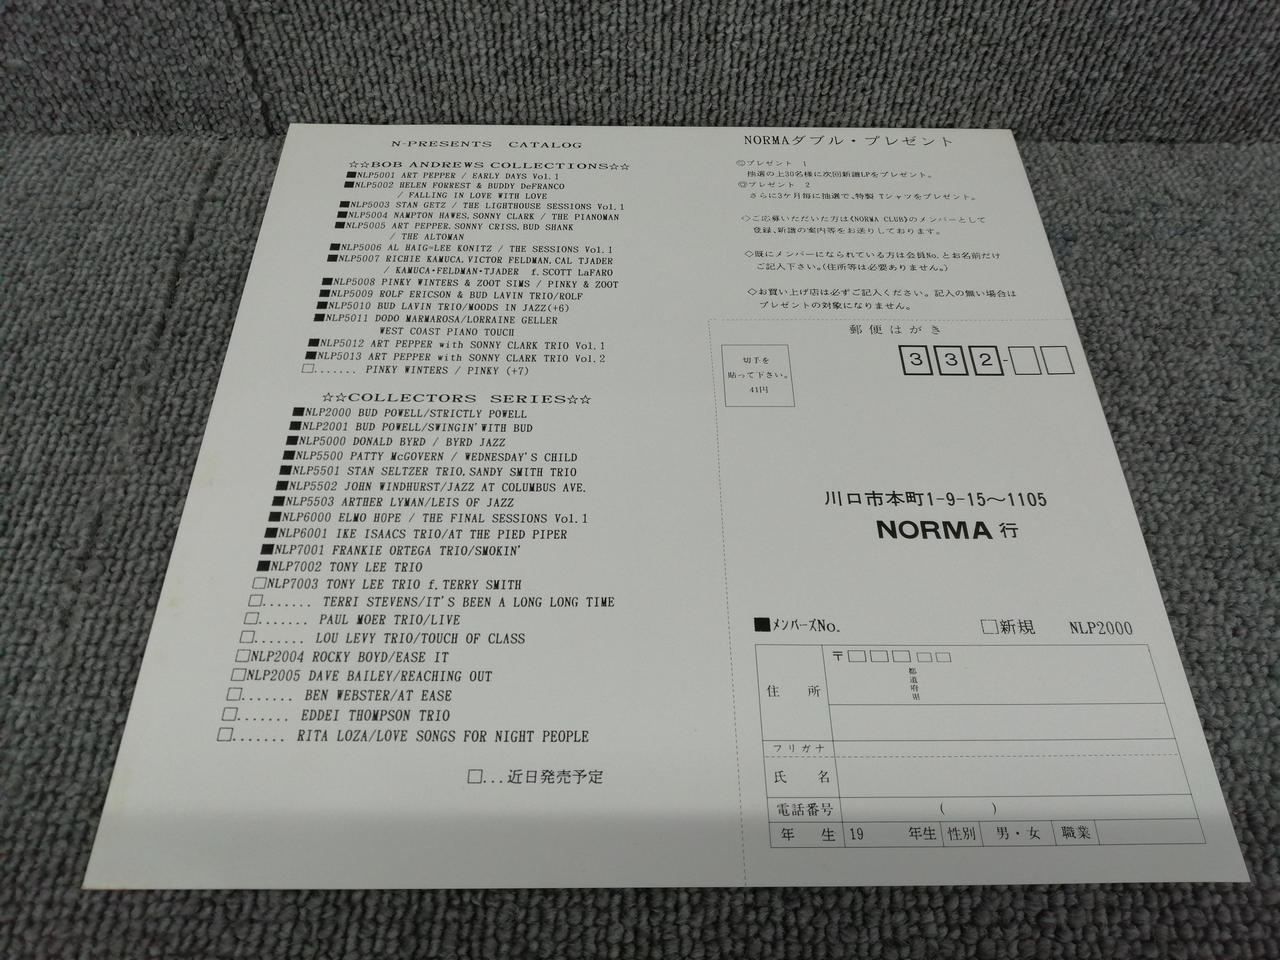 N-PRESENTS CATALOG
☆☆BOB ANDREWS COLLECTIONS☆☆
■NLP5001 ART PEPPER / EARLY DAYS Vol.1
■NLP5002 HELEN FORREST & BUDDY DeFRANCO
/ FALLING IN LOVE WITH LOVE
■NLP5003 STAN GETZ / THE LIGHTHOUSE SESSIONS Vol.1
■NLP5004 NAMPTON HAWES,SONNY CLARK / THE PIANOMAN
■NLP5005 ART PEPPER,SONNY CRISS,BUD SHANK
/ THE ALTOMAN
■NLP5006 AL HAIG=LEE KONITZ / THE SESSIONS Vol.1
■NLP5007 RICHIE KAMUCA,VICTOR FELDMAN,CAL TJADER
/ KAMUCA・FELDMAN・TJADER f.SCOTT LaFARO
■NLP5008 PINKY WINTERS & ZOOT SIMS / PINKY & ZOOT
■NLP5009 ROLF ERICSON & BUD LAVIN TRIO/ROLF
■NLP5010 BUD LAVIN TRIO/MOODS IN JAZZ(+6)
■NLP5011 DODO MARMAROSA/LORRAINE GELLER
WEST COAST PIANO TOUCH
■NLP5012 ART PEPPER with SONNY CLARK TRIO Vol.1
■NLP5013 ART PEPPER with SONNY CLARK TRIO Vol.2
□....... PINKY WINTERS / PINKY (+7)
☆☆COLLECTORS SERIES☆☆
■NLP2000 BUD POWELL/STRICTLY POWELL
■NLP2001 BUD POWELL/SWINGIN'WITH BUD
■NLP5000 DONALD BYRD / BYRD JAZZ
■NLP5500 PATTY McGOVERN / WEDNESDAY'S CHILD
■NLP5501 STAN SELTZER TRIO,SANDY SMITH TRIO
■NLP5502 JOHN WINDHURST/JAZZ AT COLUMBUS AVE.
■NLP5503 ARTHER LYMAN/LEIS OF JAZZ
■NLP6000 ELMO HOPE / THE FINAL SESSIONS Vol.1
■NLP6001 IKE ISAACS TRIO/AT THE PIED PIPER
■NLP7001 FRANKIE ORTEGA TRIO/SMOKIN'
■NLP7002 TONY LEE TRIO
□NLP7003 TONY LEE TRIO f.TERRY SMITH
□....... TERRI STEVENS/IT'S BEEN A LONG LONG TIME
□....... PAUL MOER TRIO/LIVE
□....... LOU LEVY TRIO/TOUCH OF CLASS
□NLP2004 ROCKY BOYD/EASE IT
□NLP2005 DAVE BAILEY/REACHING OUT
□....... BEN WEBSTER/AT EASE
□....... EDDEI THOMPSON TRIO
□....... RITA LOZA/LOVE SONGS FOR NIGHT PEOPLE
□...近日発売予定
NORMAダブル・プレゼント
◎プレゼント 1
抽選の上30名様に次回新譜LPをプレゼント。
◎プレゼント 2
さらに3ケ月毎に抽選で、特製Tシャツをプレゼント。
◇ご応募いただいた方は《NORMA CLUB》のメンバーとして
登録、新譜の案内等をお送りしております。
◇既にメンバーになられている方は会員No.とお名前だけ
ご記入下さい。(住所等は必要ありません。)
◇お買い上げ店は必ずご記入ください。記入の無い場合は
プレゼントの対象になりません。
郵便はがき
切手を
貼って下さい。
41円
332-□□
川口市本町1-9-15〜1105
NORMA行
■メンバーズNo. □新規 NLP2000
住 所 〒□□□□□
都
道
府
県
フリガナ
氏 名
電話番号 ( )
年 生 19 年生 性別 男・女 職業